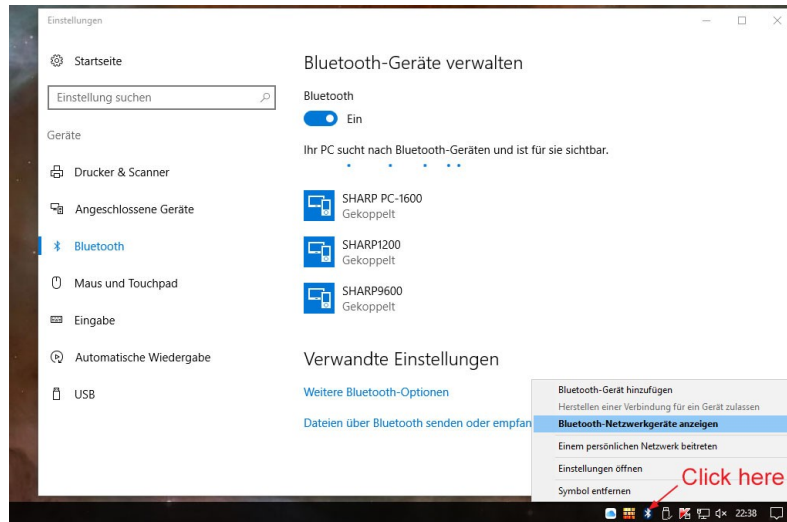 Einstellungen
Startseite
Einstellung suchen
Geräte
Drucker & Scanner
Angeschlossene Geräte
Bluetooth
Maus und Touchpad
Eingabe
Automatische Wiedergabe
USB
Bluetooth-Geräte verwalten
Bluetooth
Ein
Ihr PC sucht nach Bluetooth-Geräten und ist für sie sichtbar.
SHARP PC-1600
Gekoppelt
SHARP1200
Gekoppelt
SHARP9600
Gekoppelt
Verwandte Einstellungen
Weitere Bluetooth-Optionen
Dateien über Bluetooth senden oder empfan
Bluetooth-Gerät hinzufügen
Herstellen einer Verbindung für ein Gerät zulassen
Bluetooth-Netzwerkgeräte anzeigen
Einem persönlichen Netzwerk beitreten
Einstellungen öffnen
Symbol entfernen
Click here
22:38